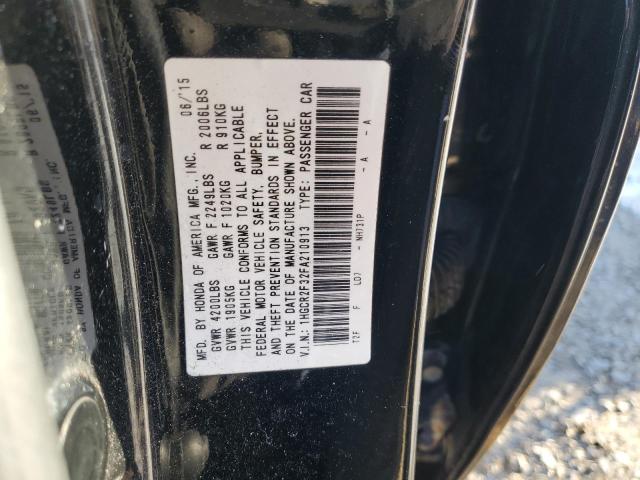 MFD. BY HONDA OF AMERICA MFG., INC. 06/15
GVWR 4200LBS GAWR F 2249LBS R 2006LBS
GVWR 1905KG GAWR F 1020KG R 910KG
THIS VEHICLE CONFORMS TO ALL APPLICABLE
FEDERAL MOTOR VEHICLE SAFETY, BUMPER,
AND THEFT PREVENTION STANDARDS IN EFFECT
ON THE DATE OF MANUFACTURE SHOWN ABOVE.
V.I.N.: 1HGCR2F32FA210913 TYPE: PASSENGER CAR
T2F F LD7 NH731P A A